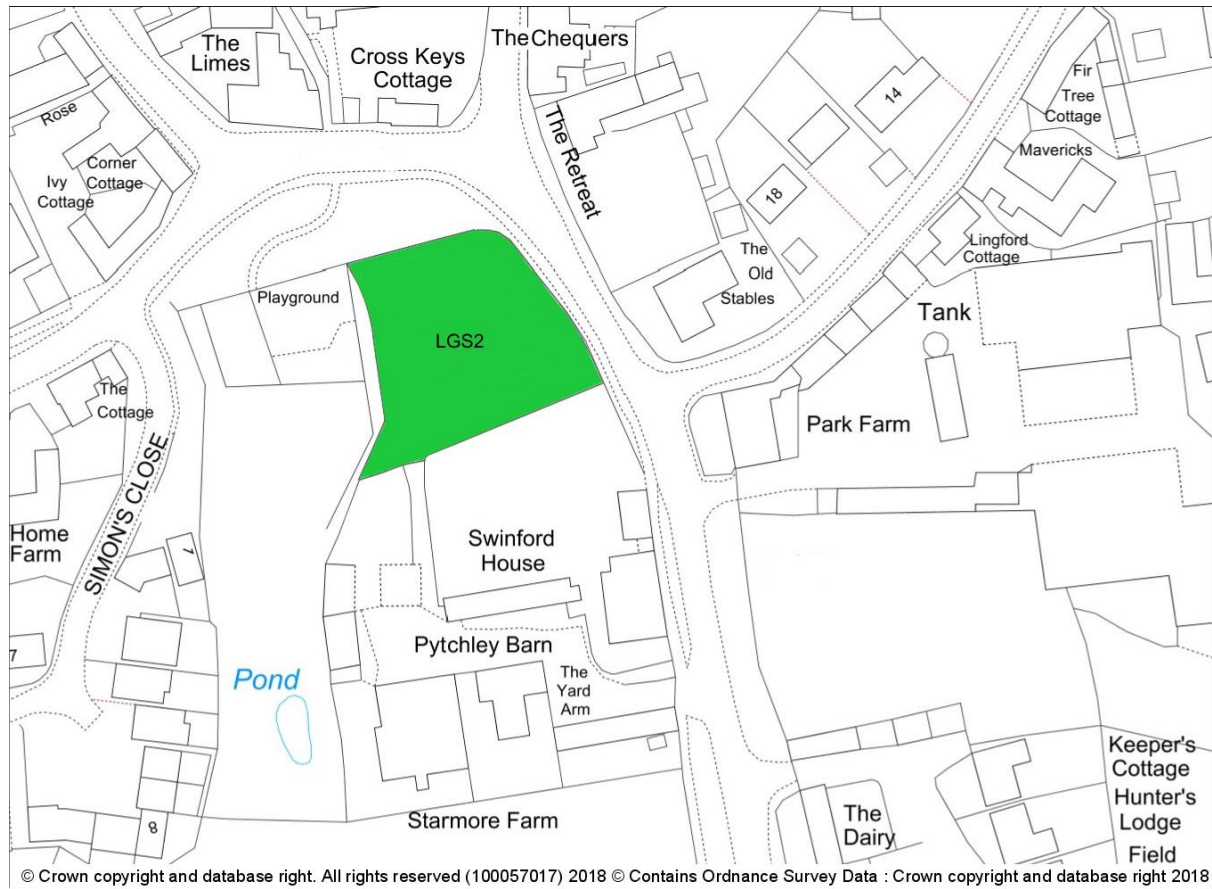 The
Limes
Cross Keys
Cottage
The Chequers
Rose
Corner
Cottage
Ivy
Cottage
The Retreat
14
18
Fir
Tree
Cottage
Mavericks
Lingford
Cottage
The
Old
Stables
Playground
LGS2
Tank
The
Cottage
Park Farm
SIMON'S CLOSE
Home
Farm
7
Swinford
House
7
Pytchley Barn
The
Yard
Arm
Pond
8
Starmore Farm
The
Dairy
Keeper's
Cottage
Hunter's
Lodge
Field
© Crown copyright and database right. All rights reserved (100057017) 2018 © Contains Ordnance Survey Data : Crown copyright and database right 2018